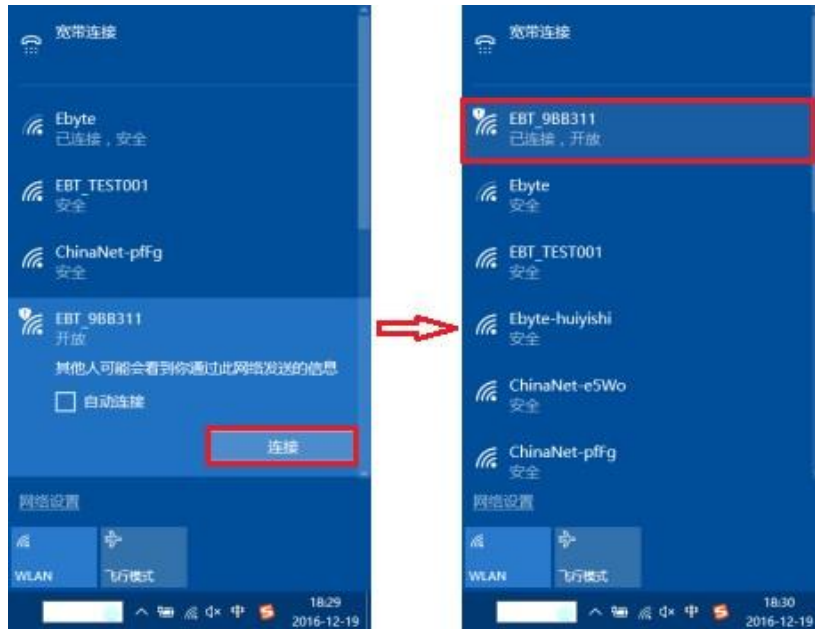 宽带连接
Ebyte
已连接，安全
EBT_TEST001
安全
ChinaNet-pfFg
安全
EBT_9BB311
开放
其他人可能会看到你通过此网络发送的信息
自动连接
连接
网络设置
WLAN
飞行模式
中
18:29
2016-12-19
宽带连接
EBT_9BB311
已连接，开放
Ebyte
安全
EBT_TEST001
安全
Ebyte-huiyishi
安全
ChinaNet-e5Wo
安全
ChinaNet-pfFg
安全
网络设置
WLAN
飞行模式
中
18:30
2016-12-19